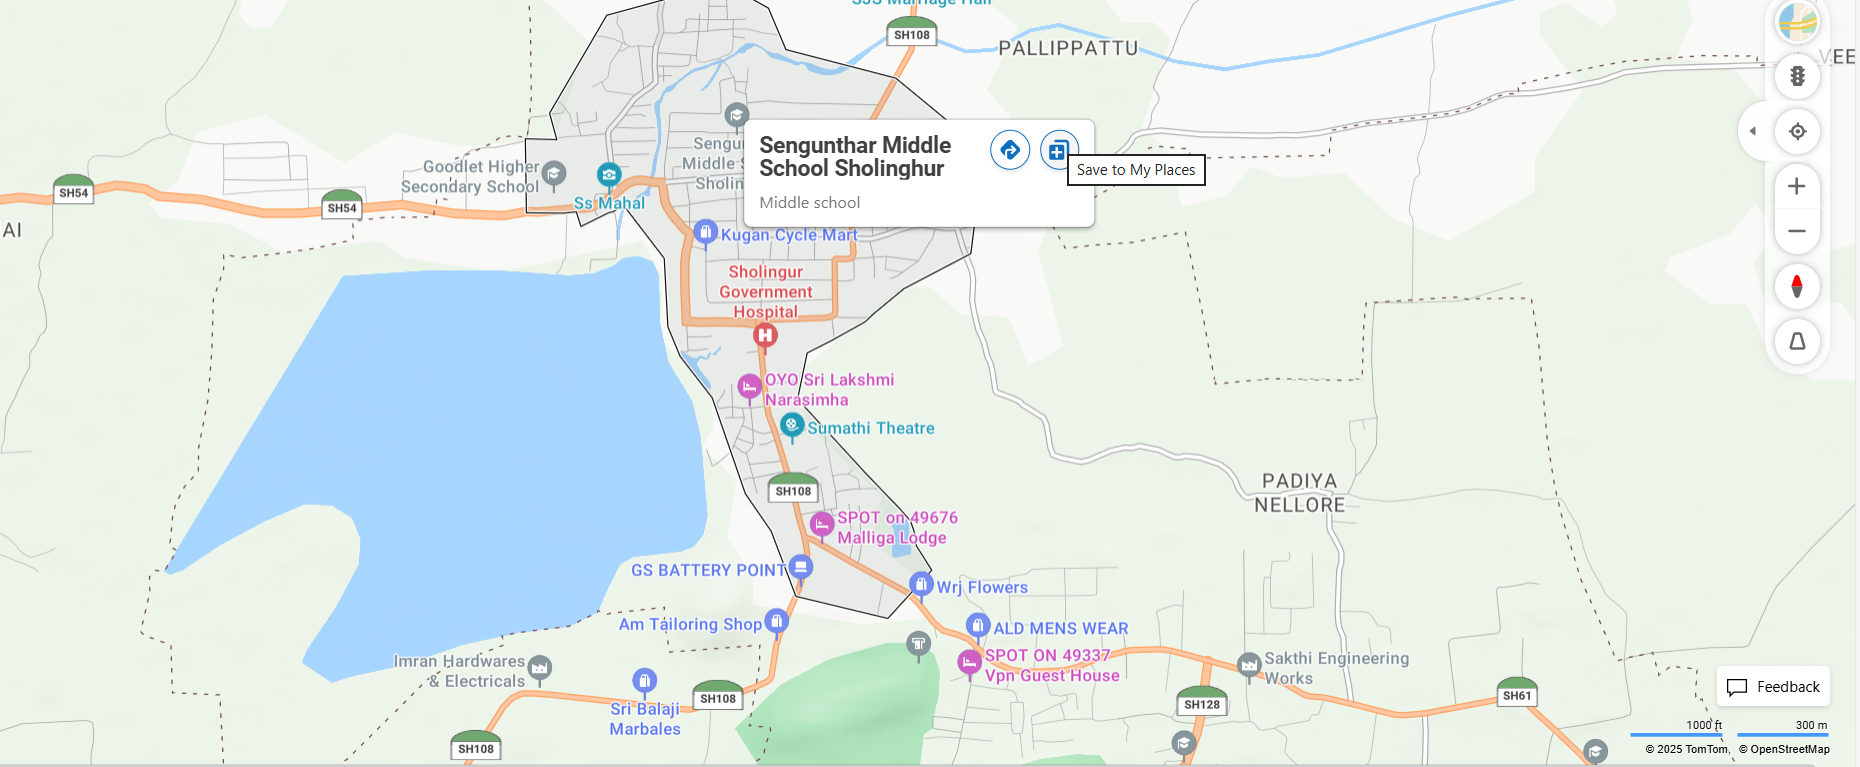 SJS Marriage Hall
SH108
PALLIPPATTU
VEE
Sengunthar Middle
School Sholinghur
Middle school
Save to My Places
Sengu
Middle S
Sholin
Goodlet Higher
Secondary School
SH54
SH54
Ss Mahal
AI
Kugan Cycle Mart
Sholingur
Government
Hospital
OYO Sri Lakshmi
Narasimha
Sumathi Theatre
SH108
PADIYA
NELLORE
SPOT on 49676
Malliga Lodge
GS BATTERY POINT
Wrj Flowers
Am Tailoring Shop
ALD MENS WEAR
SPOT ON 49337
Vpn Guest House
Imran Hardwares
& Electricals
Sakthi Engineering
Works
Sri Balaji
Marbales
SH108
SH128
SH61
SH108
Feedback
1000 ft
300 m
© 2025 TomTom, © OpenStreetMap